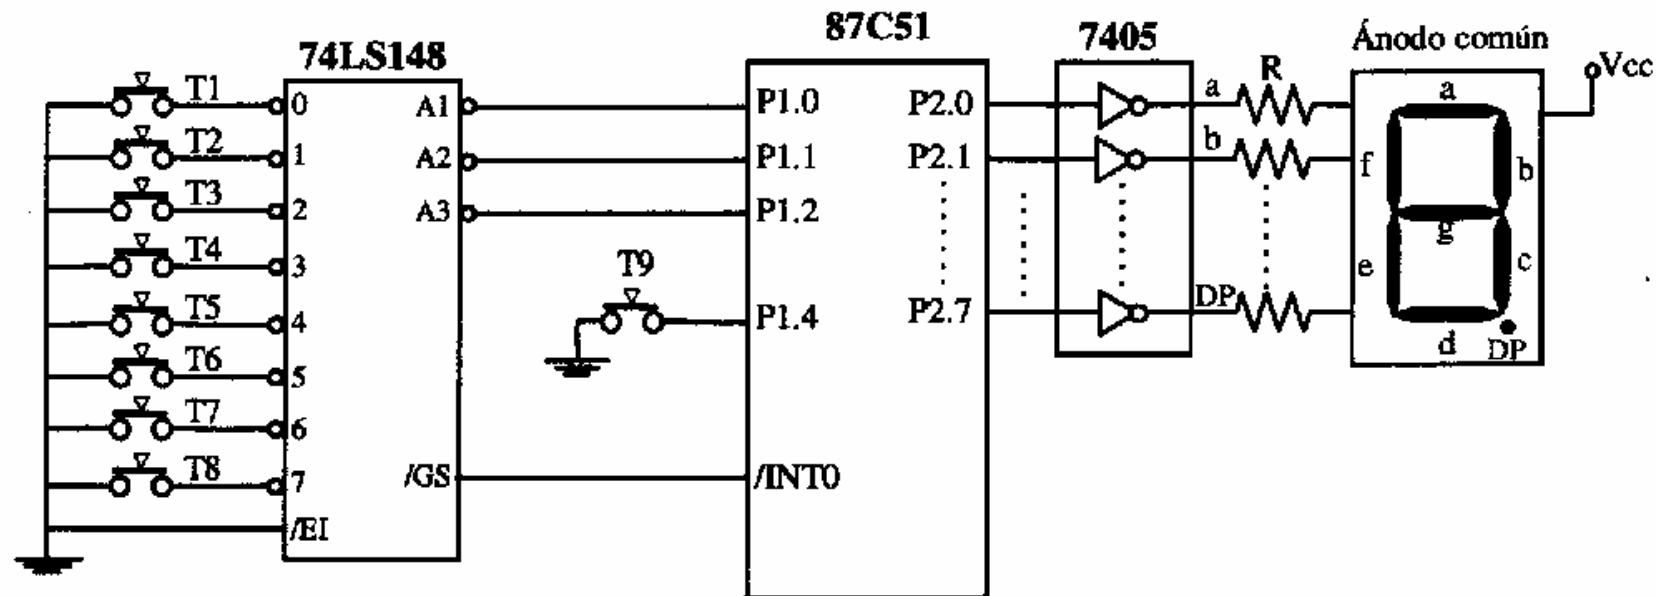 74LS148
87C51
7405
Ánodo común
Vcc
T1
T2
T3
T4
T5
T6
T7
T8
0
1
2
3
4
5
6
7
/EI
A1
A2
A3
/GS
T9
P1.0
P1.1
P1.2
P1.4
/INT0
P2.0
P2.1
P2.7
a
b
DP
R
a
f
b
g
e
c
d
DP